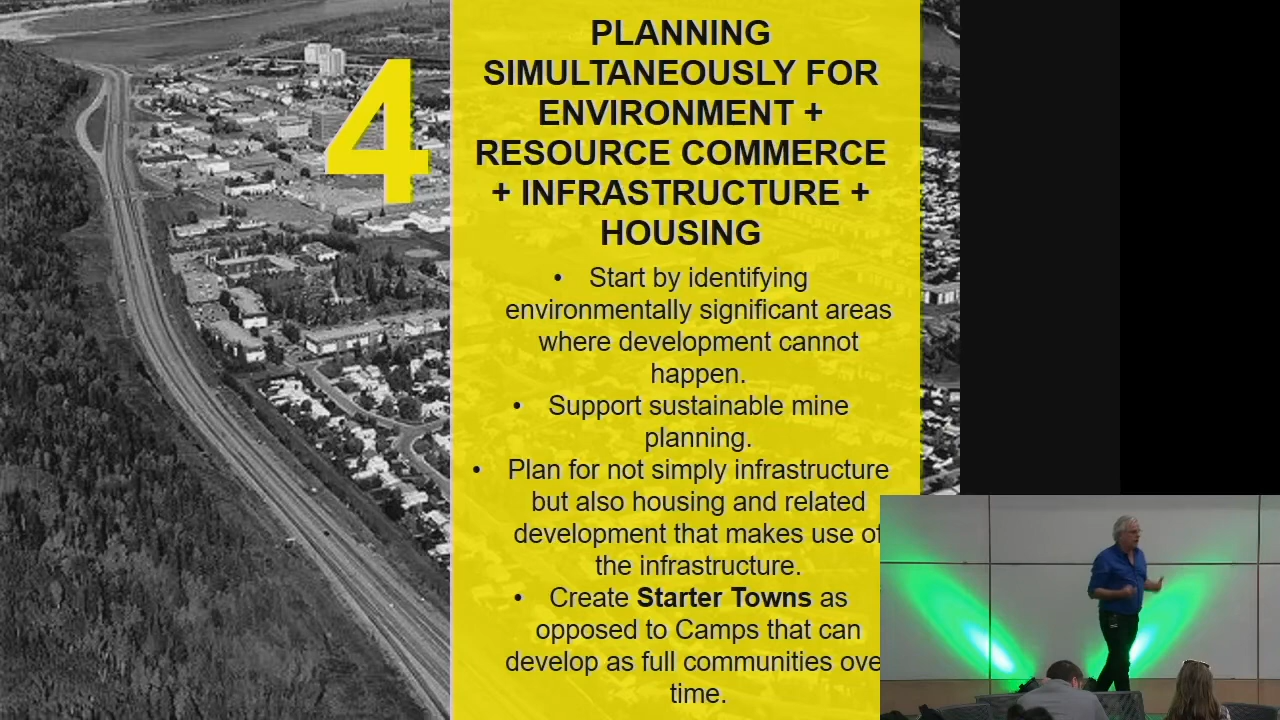 4
PLANNING
SIMULTANEOUSLY FOR
ENVIRONMENT +
RESOURCE COMMERCE
+ INFRASTRUCTURE +
HOUSING
• Start by identifying
environmentally significant areas
where development cannot
happen.
• Support sustainable mine
planning.
• Plan for not simply infrastructure
but also housing and related
development that makes use of
the infrastructure.
• Create Starter Towns as
opposed to Camps that can
develop as full communities ove
time.